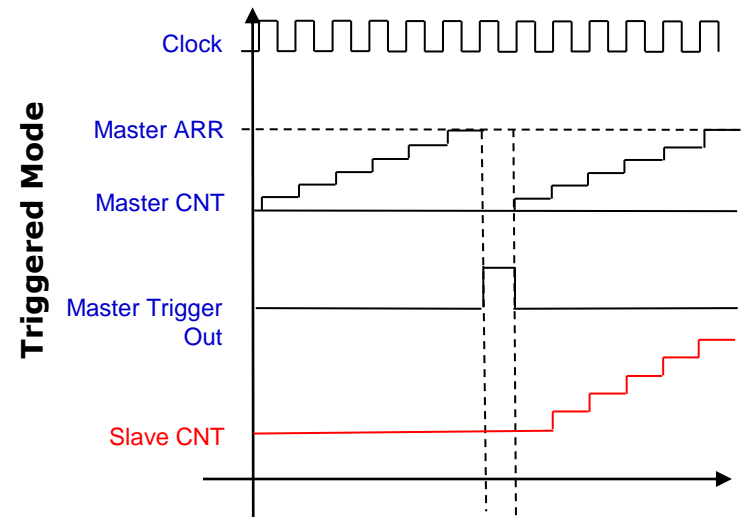 Triggered Mode
Clock
Master ARR
Master CNT
Master Trigger
Out
Slave CNT